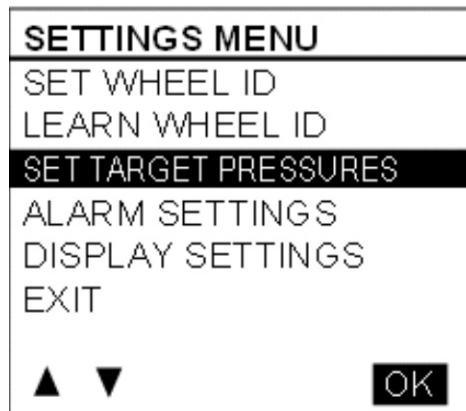 SETTINGS MENU
SET WHEEL ID
LEARN WHEEL ID
SET TARGET PRESSURES
ALARM SETTINGS
DISPLAY SETTINGS
EXIT
▲ ▼ OK